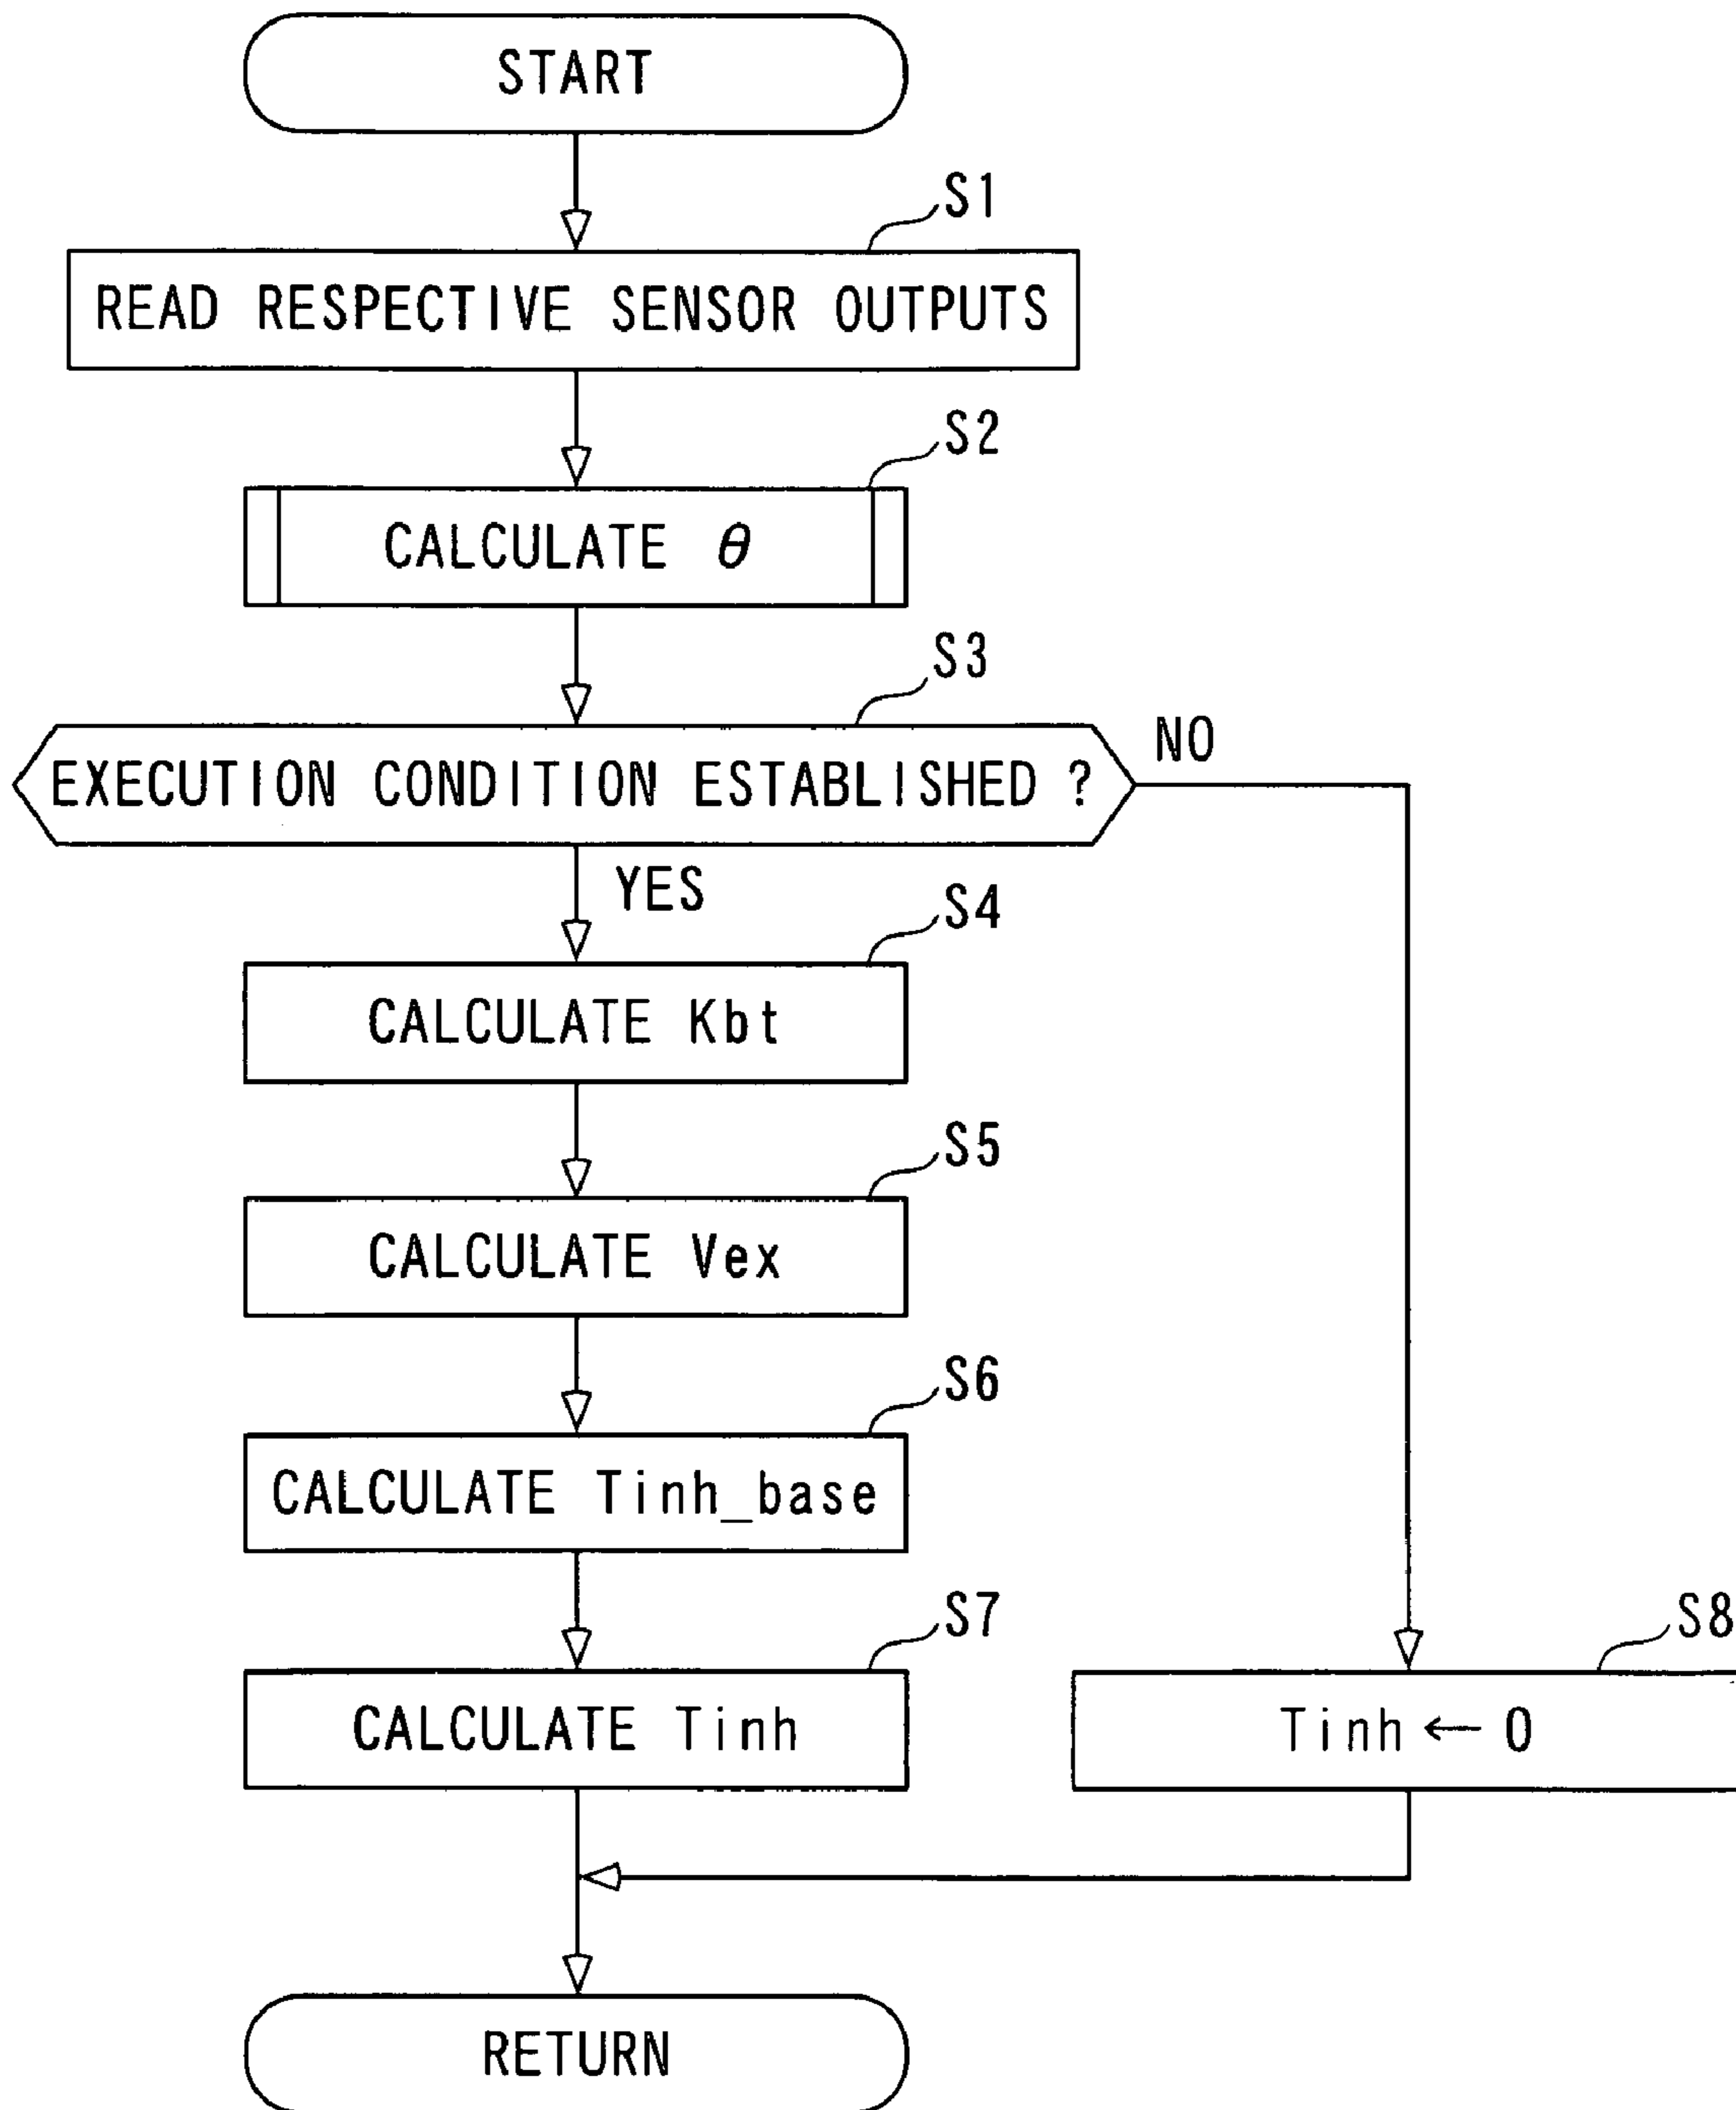 START
S1
READ RESPECTIVE SENSOR OUTPUTS
S2
CALCULATE θ
S3
EXECUTION CONDITION ESTABLISHED ?
NO
YES
S4
CALCULATE Kbt
S5
CALCULATE Vex
S6
CALCULATE Tinh_base
S7
CALCULATE Tinh
S8
Tinh ← 0
RETURN